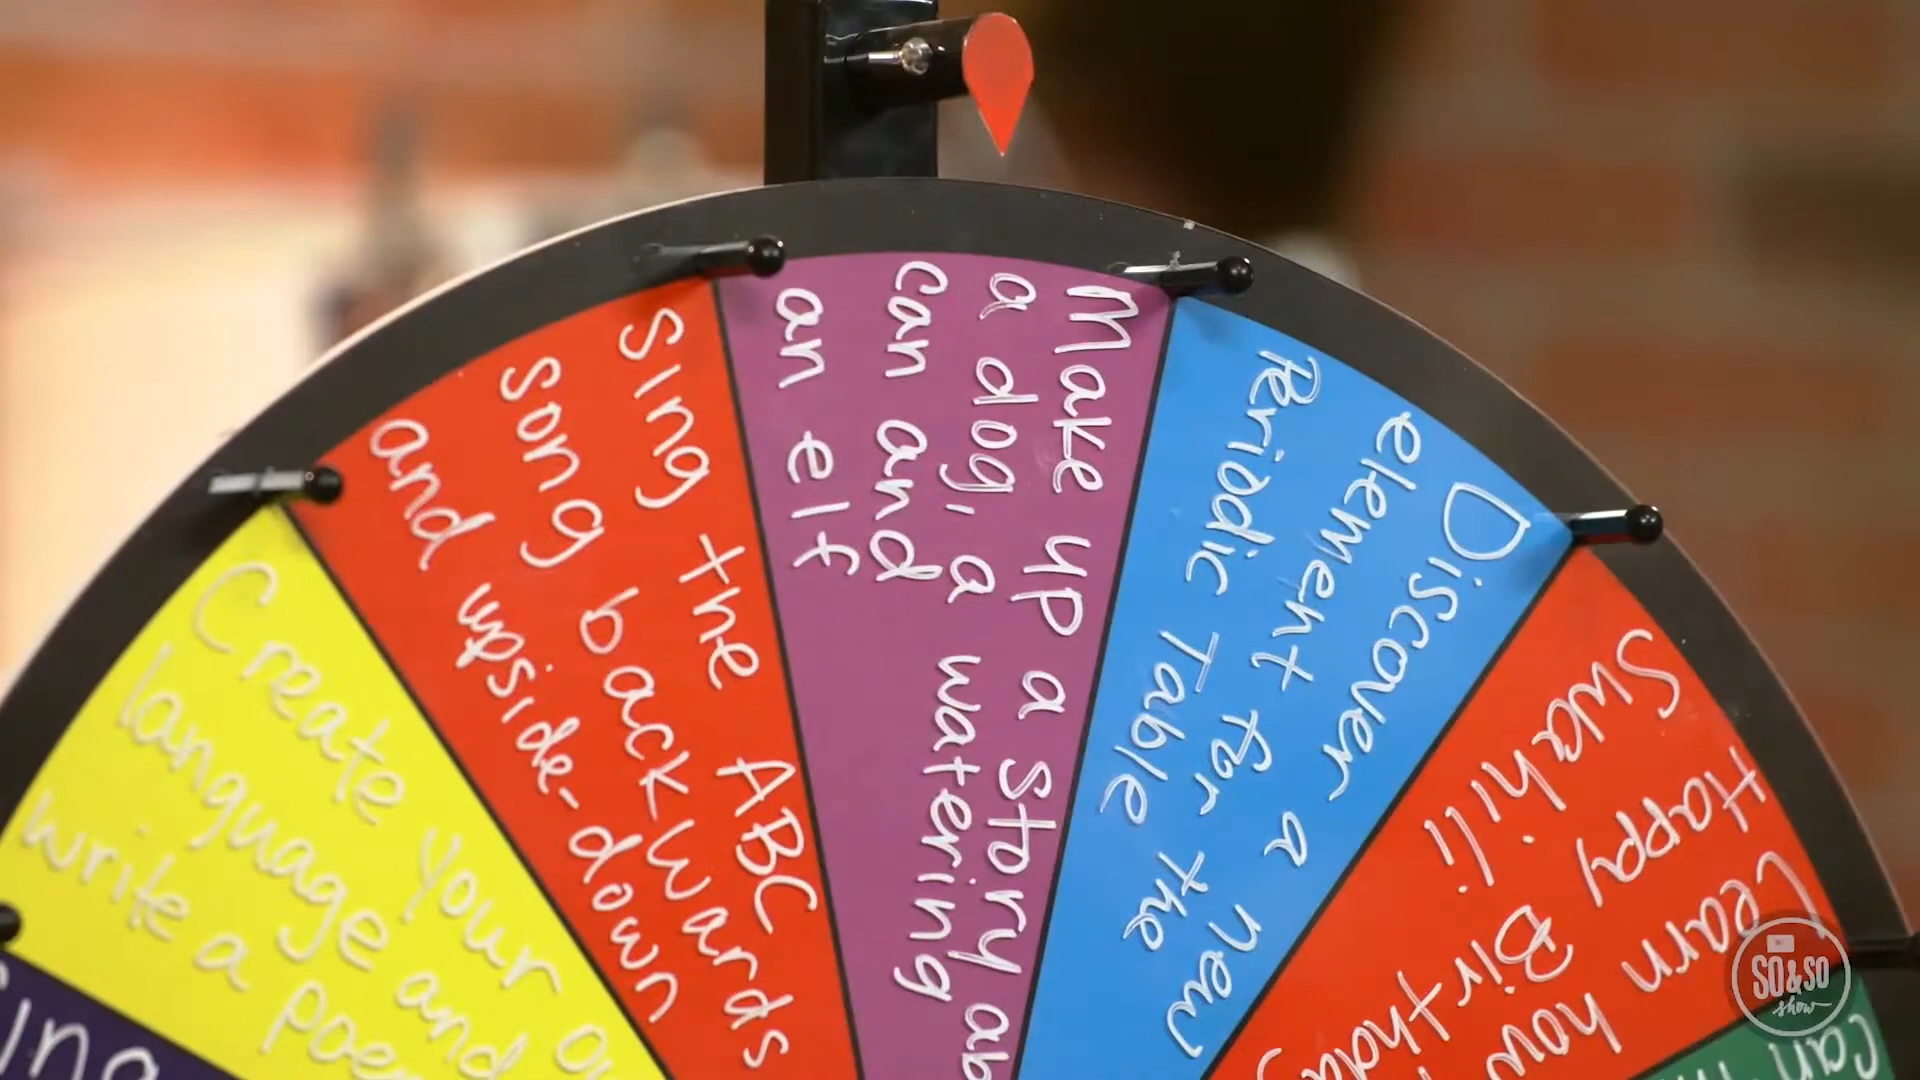 Create your
language and
write a
Sing the ABC
song backwards
and upside-down
Make up a story
a dog, a watering
can and
an elf
Discover a new
element for the
Periodic Table
Learn how
Happy
Swahili
can
SO&SO
show